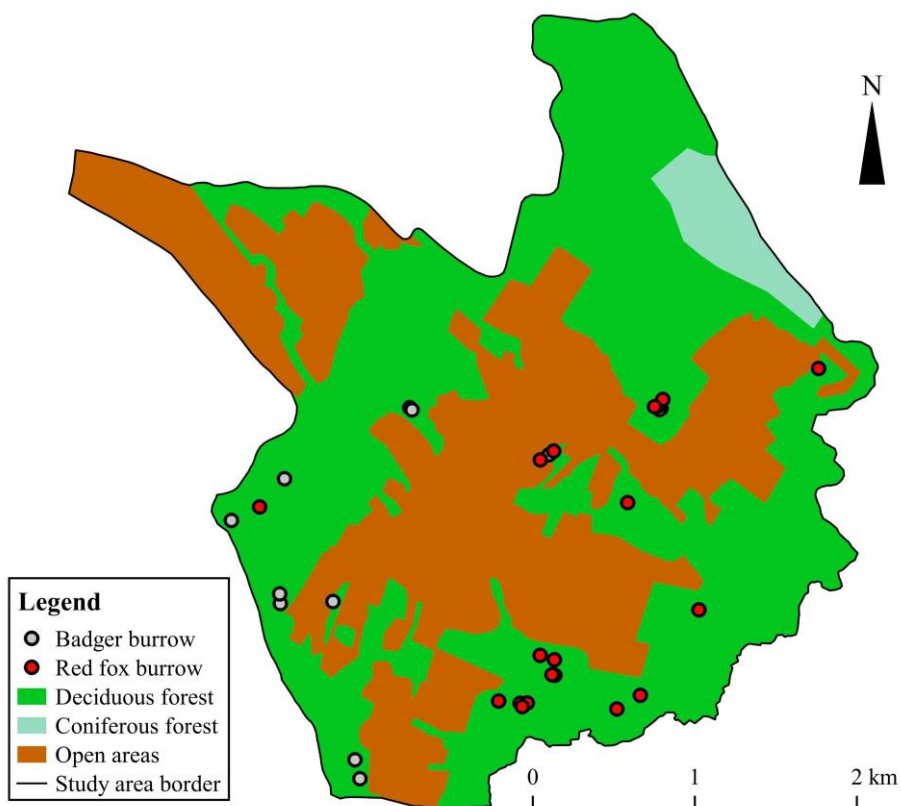 N
Legend
Badger burrow
Red fox burrow
Deciduous forest
Coniferous forest
Open areas
Study area border
0 1 2 km